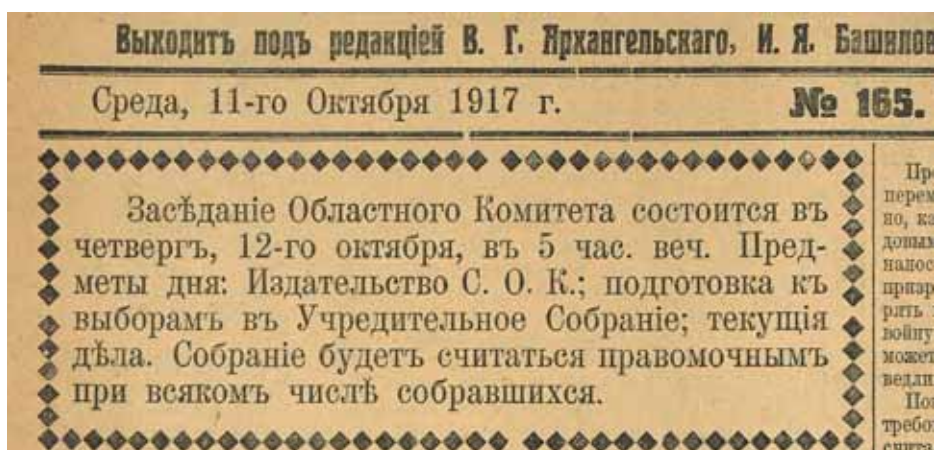 Выходитъ подъ редакціей В. Г. Архангельскаго, И. Я.
Среда, 11-го Октября 1917 г. № 165.
Засѣданіе Областного Комитета состоится въ
четвергъ, 12-го октября, въ 5 час. веч. Пред-
меты дня: Издательство С. О. К.; подготовка къ
выборамъ въ Учредительное Собраніе; текущія
дѣла. Собраніе будетъ считаться правомочнымъ
при всякомъ числѣ собравшихся.